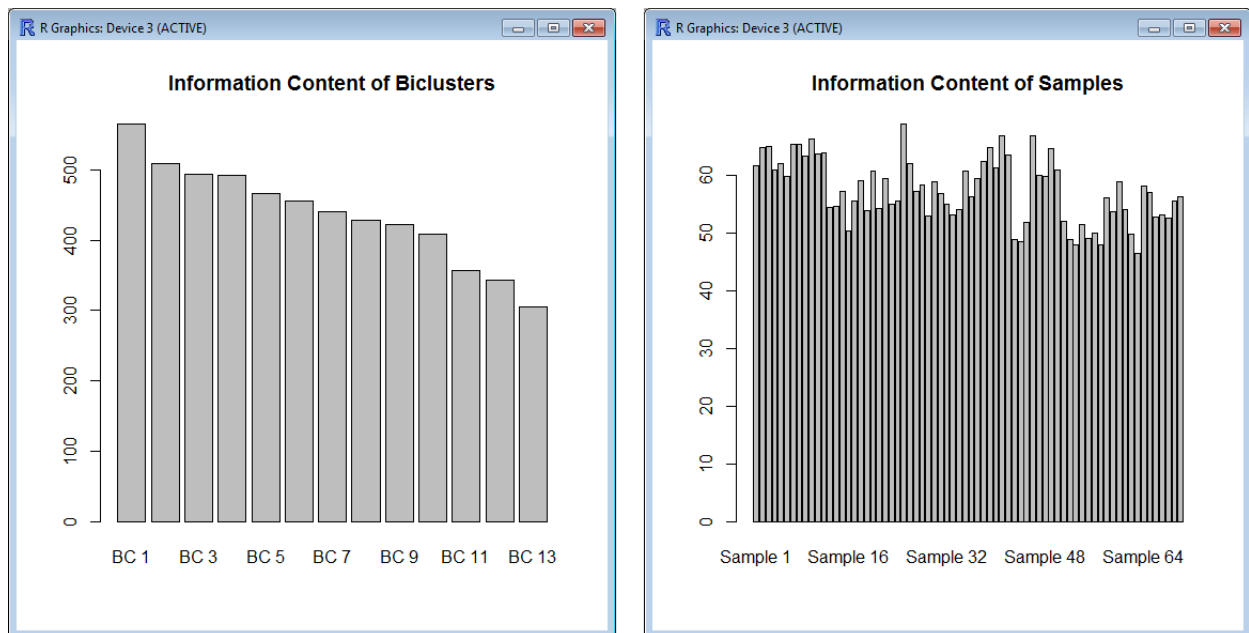 R Graphics: Device 3 (ACTIVE)
Information Content of Biclusters
500
400
300
200
100
0
BC 1 BC 3 BC 5 BC 7 BC 9 BC 11 BC 13
R Graphics: Device 3 (ACTIVE)
Information Content of Samples
60
50
40
30
20
10
0
Sample 1 Sample 16 Sample 32 Sample 48 Sample 64